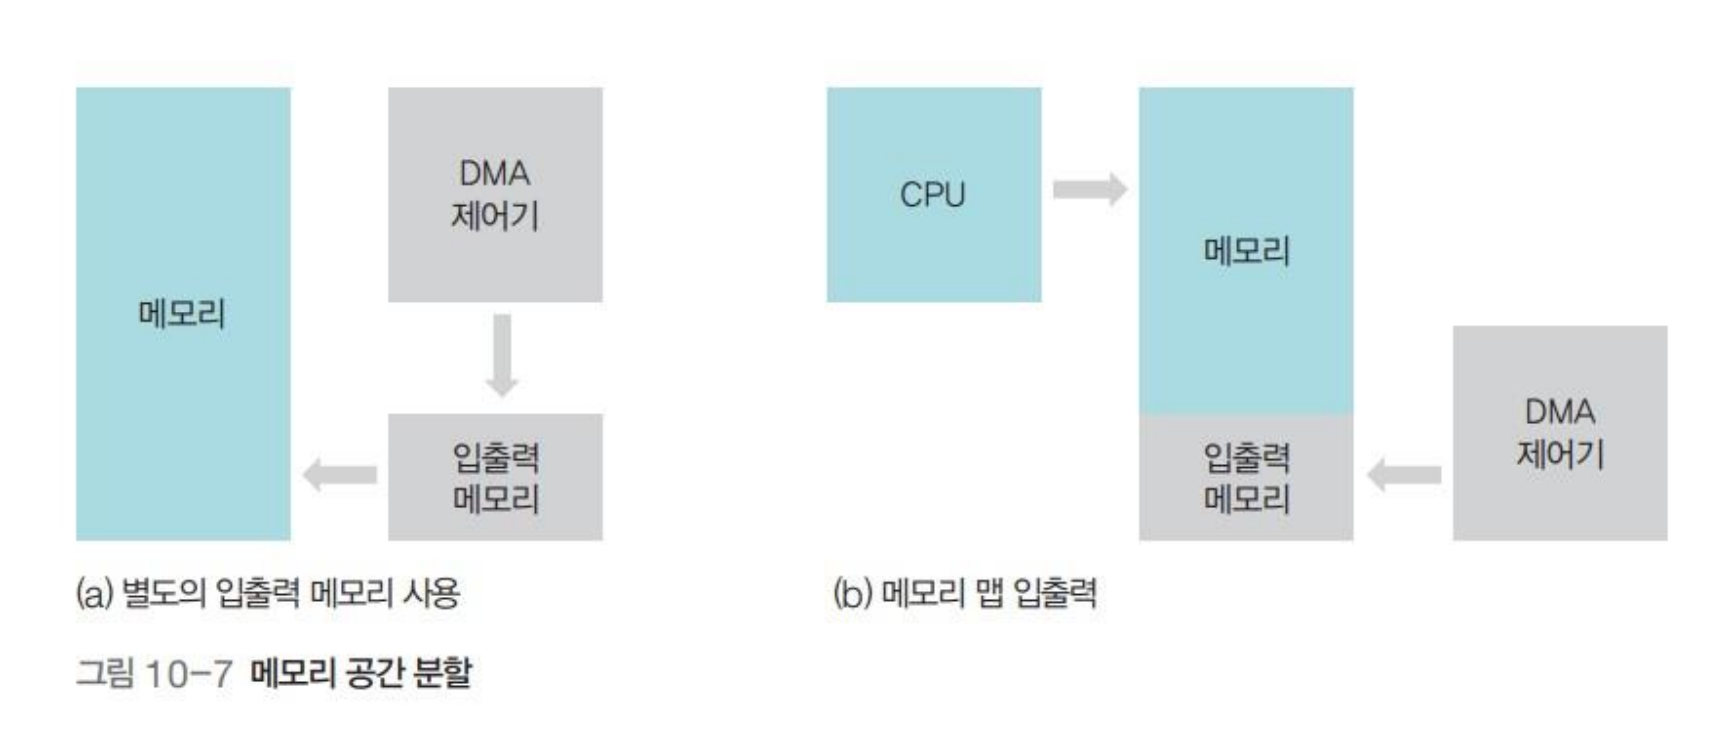 메모리
DMA
제어기
입출력
메모리
(a) 별도의 입출력 메모리 사용
CPU
메모리
입출력
메모리
DMA
제어기
(b) 메모리 맵 입출력
그림 10-7 메모리 공간 분할